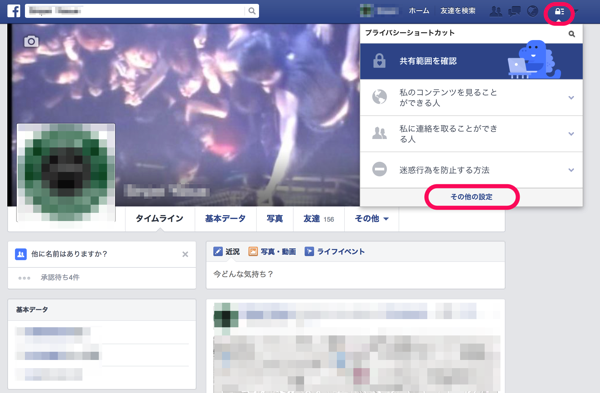 f
ホーム 友達を検索
プライバシーショートカット
共有範囲を確認
私のコンテンツを見ること
ができる人
私に連絡を取ることができ
る人
迷惑行為を防止する方法
その他の設定
タイムライン 基本データ 写真 友達 156 その他
他に名前はありますか?
承認待ち4件
基本データ
近況 写真・動画 ライフイベント
今どんな気持ち?